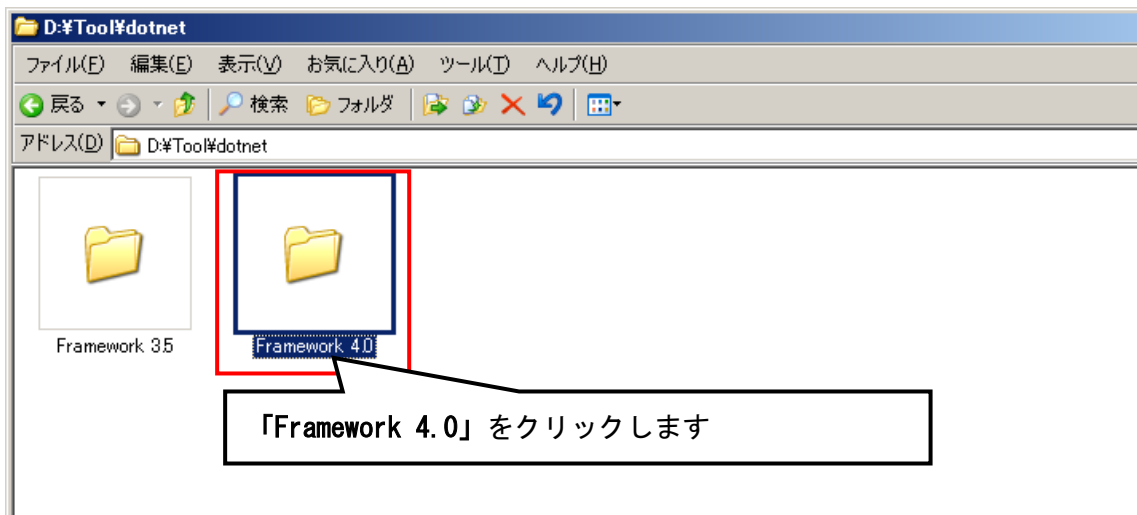 D:¥Tool¥dotnet
ファイル(F) 編集(E) 表示(V) お気に入り(A) ツール(T) ヘルプ(H)
戻る 検索 フォルダ
アドレス(D) D:¥Tool¥dotnet
Framework 3.5 Framework 4.0
「Framework 4.0」をクリックします